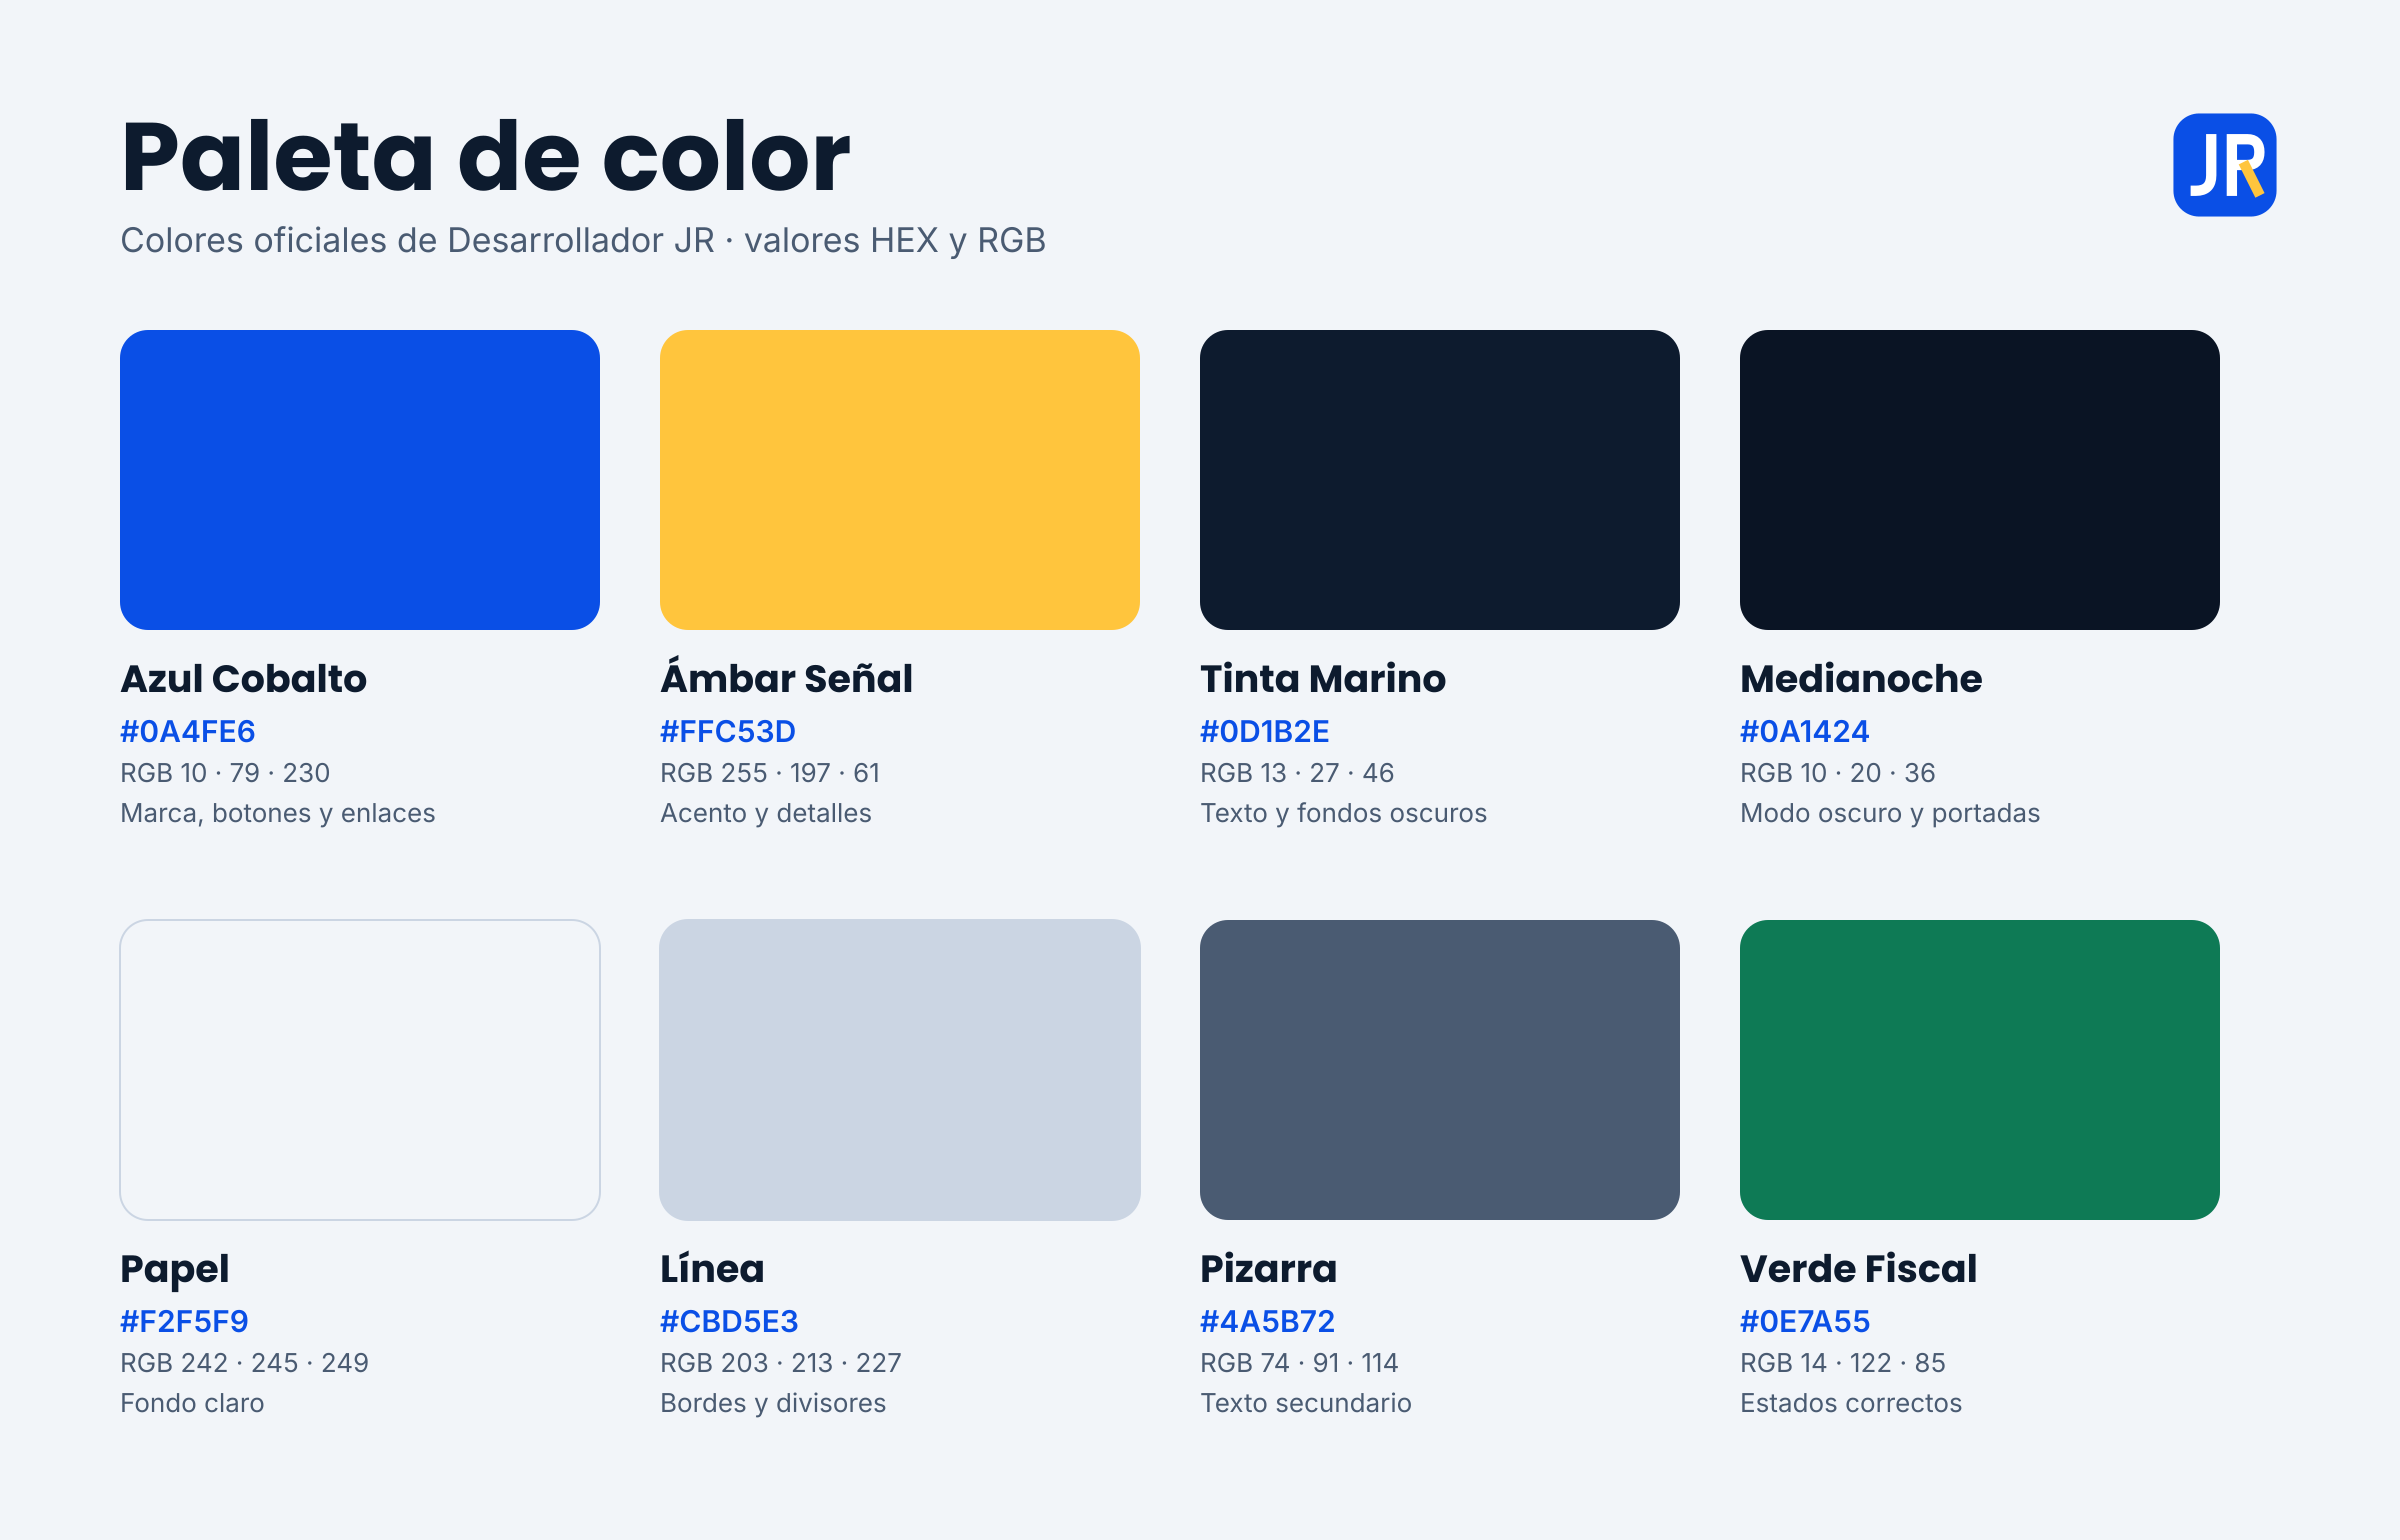 Paleta de color
JR
Colores oficiales de Desarrollador JR · valores HEX y RGB
Azul Cobalto
#0A4FE6
RGB 10 · 79 · 230
Marca, botones y enlaces
Ámbar Señal
#FFC53D
RGB 255 · 197 · 61
Acento y detalles
Tinta Marino
#0D1B2E
RGB 13 · 27 · 46
Texto y fondos oscuros
Medianoche
#0A1424
RGB 10 · 20 · 36
Modo oscuro y portadas
Papel
#F2F5F9
RGB 242 · 245 · 249
Fondo claro
Línea
#CBD5E3
RGB 203 · 213 · 227
Bordes y divisores
Pizarra
#4A5B72
RGB 74 · 91 · 114
Texto secundario
Verde Fiscal
#0E7A55
RGB 14 · 122 · 85
Estados correctos